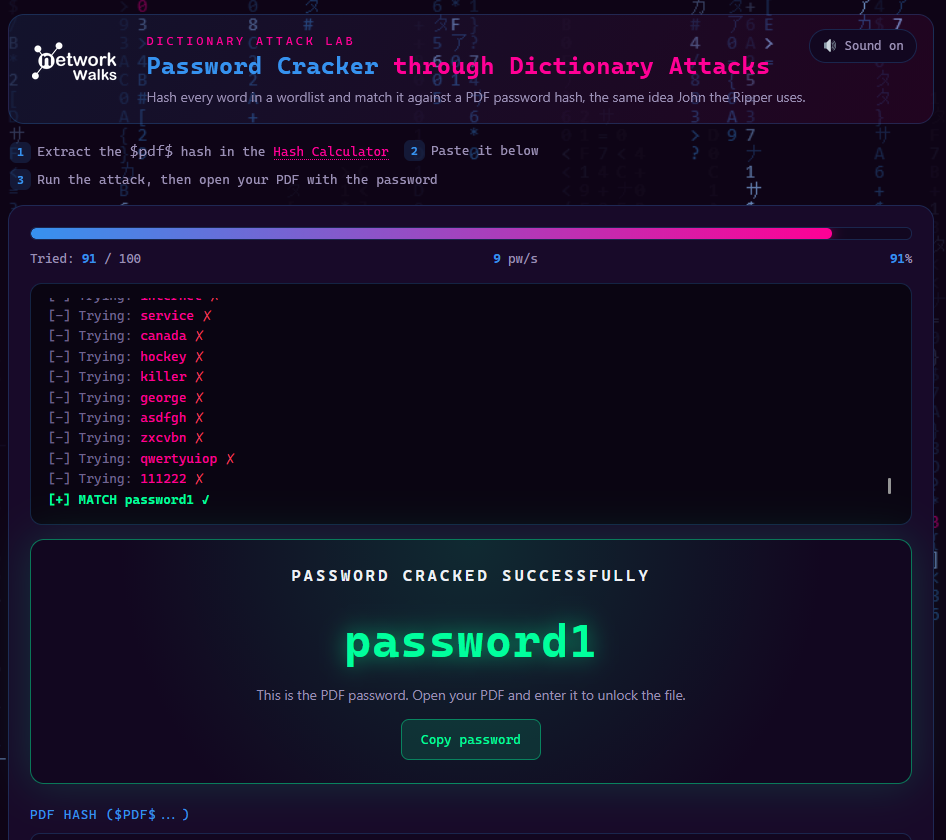 network
Walks
DICTIONARY ATTACK LAB
Password Cracker through Dictionary Attacks
Hash every word in a wordlist and match it against a PDF password hash, the same idea John the Ripper uses.
Sound on
1 Extract the $pdf$ hash in the Hash Calculator 2 Paste it below
3 Run the attack, then open your PDF with the password
Tried: 91 / 100 9 pw/s 91%
[-] Trying: internet ✗
[-] Trying: service ✗
[-] Trying: canada ✗
[-] Trying: hockey ✗
[-] Trying: killer ✗
[-] Trying: george ✗
[-] Trying: asdfgh ✗
[-] Trying: zxcvbn ✗
[-] Trying: qwertyuiop ✗
[-] Trying: 111222 ✗
[+] MATCH password1 ✓
PASSWORD CRACKED SUCCESSFULLY
password1
This is the PDF password. Open your PDF and enter it to unlock the file.
Copy password
PDF HASH ($PDF$...)